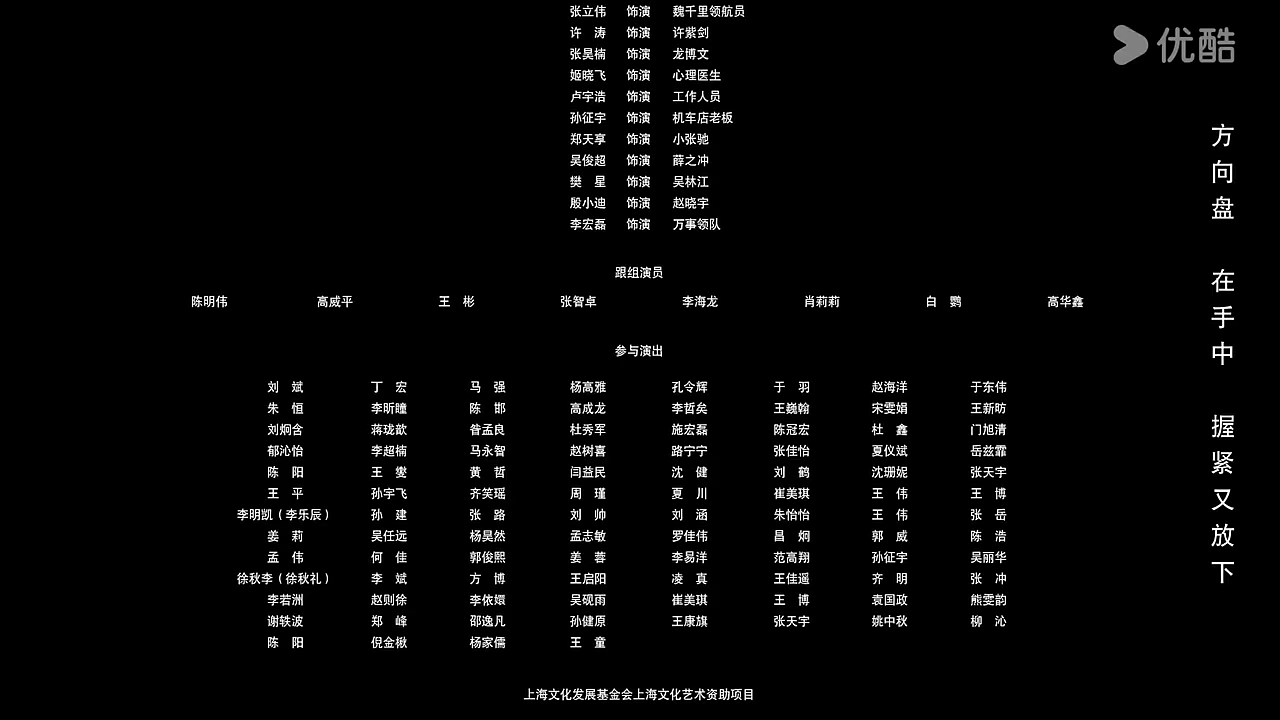 张立伟 饰演 魏千里领航员
许 涛 饰演 许紫剑
张昊楠 饰演 龙博文
姬晓飞 饰演 心理医生
卢宇浩 饰演 工作人员
孙征宇 饰演 机车店老板
郑天享 饰演 小张驰
吴俊超 饰演 薛之冲
樊 星 饰演 吴林江
殷小迪 饰演 赵晓宇
李宏磊 饰演 万事领队
跟组演员
陈明伟 高威平 王 彬 张智卓 李海龙 肖莉莉 白 鹦 高华鑫
参与演出
刘 斌 丁 宏 马 强 杨高雅 孔令辉 于 羽 赵海洋 于东伟
朱 恒 李昕瞳 陈 邯 高成龙 李哲矣 王巍翰 宋雯娟 王新昉
刘炯含 蒋珑歆 昝孟良 杜秀军 施宏磊 陈冠宏 杜 鑫 门旭清
郁沁怡 李超楠 马永智 赵树喜 路宁宁 张佳怡 夏仪斌 岳兹霏
陈 阳 王 燮 黄 哲 闫益民 沈 健 刘 鹤 沈珊妮 张天宇
王 平 孙宇飞 齐笑瑶 周 瑾 夏 川 崔美琪 王 伟 王 博
李明凯（李乐辰） 孙 建 张 路 刘 帅 刘 涵 朱怡怡 王 伟 张 岳
姜 莉 吴任远 杨昊然 孟志敏 罗佳伟 昌 炯 郭 威 陈 浩
孟 伟 何 佳 郭俊熙 姜 蓉 李易洋 范高翔 孙征宇 吴丽华
徐秋李（徐秋礼） 李 斌 方 博 王启阳 凌 真 王佳遥 齐 明 张 冲
李若洲 赵则徐 李依嬛 吴砚雨 崔美琪 王 博 袁国政 熊雯韵
谢轶波 郑 峰 邵逸凡 孙健原 王康旗 张天宇 姚中秋 柳 沁
陈 阳 倪金楸 杨家儒 王 童
上海文化发展基金会上海文化艺术资助项目
优酷
方向盘 在手中 握紧又放下